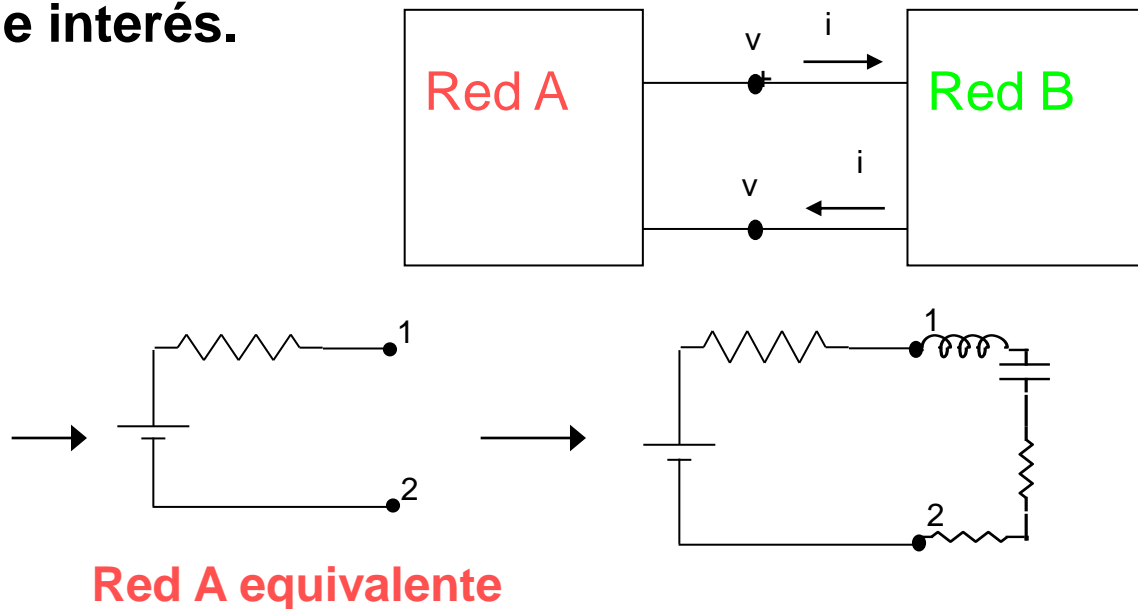 e interés.
v
i
+
Red A
Red B
i
v
1
2
1
2
Red A equivalente